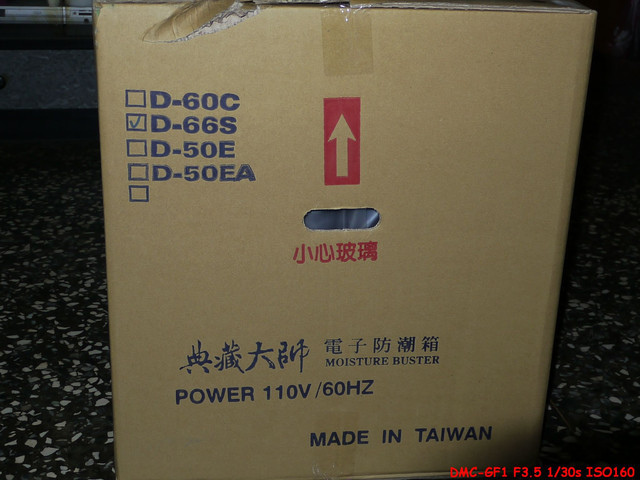 D-60C
D-66S
D-50E
D-50EA
小心玻璃
典藏大師 電子防潮箱
MOISTURE BUSTER
POWER 110V/60HZ
MADE IN TAIWAN
DMC-GF1 F3.5 1/30s ISO160